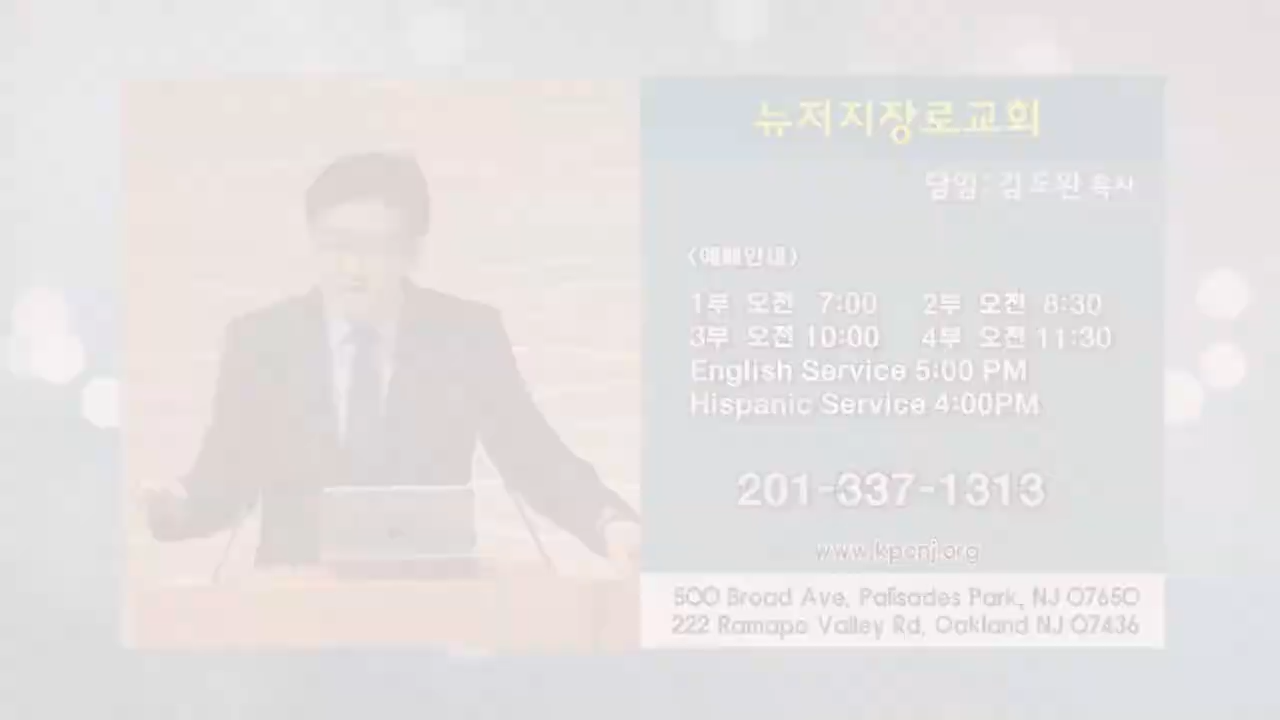 뉴저지장로교회
담임: 김도완 목사
<예배안내>
1부 오전 7:00 2부 오전 8:30
3부 오전 10:00 4부 오전 11:30
English Service 5:00 PM
Hispanic Service 4:00PM
201-337-1313
www.kpcnj.org
500 Broad Ave, Palisades Park, NJ 07650
222 Ramapo Valley Rd, Oakland NJ 07436